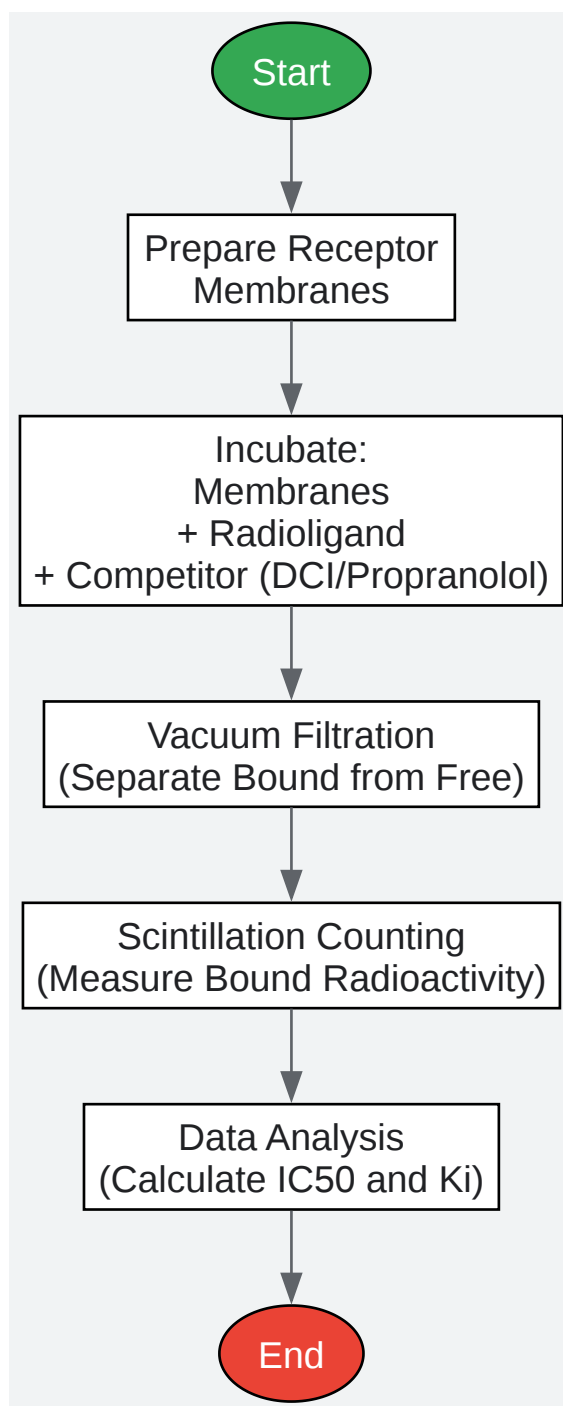 Start
Prepare Receptor
Membranes
Incubate:
Membranes
+ Radioligand
+ Competitor (DCI/Propranolol)
Vacuum Filtration
(Separate Bound from Free)
Scintillation Counting
(Measure Bound Radioactivity)
Data Analysis
(Calculate IC50 and Ki)
End